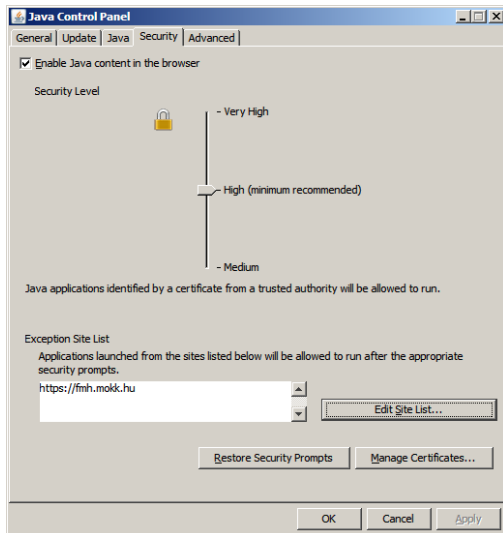 Java Control Panel
General Update Java Security Advanced
Enable Java content in the browser
Security Level
- Very High
- High (minimum recommended)
- Medium
Java applications identified by a certificate from a trusted authority will be allowed to run.
Exception Site List
Applications launched from the sites listed below will be allowed to run after the appropriate
security prompts.
https://fmh.mokk.hu
Edit Site List...
Restore Security Prompts Manage Certificates...
OK Cancel Apply